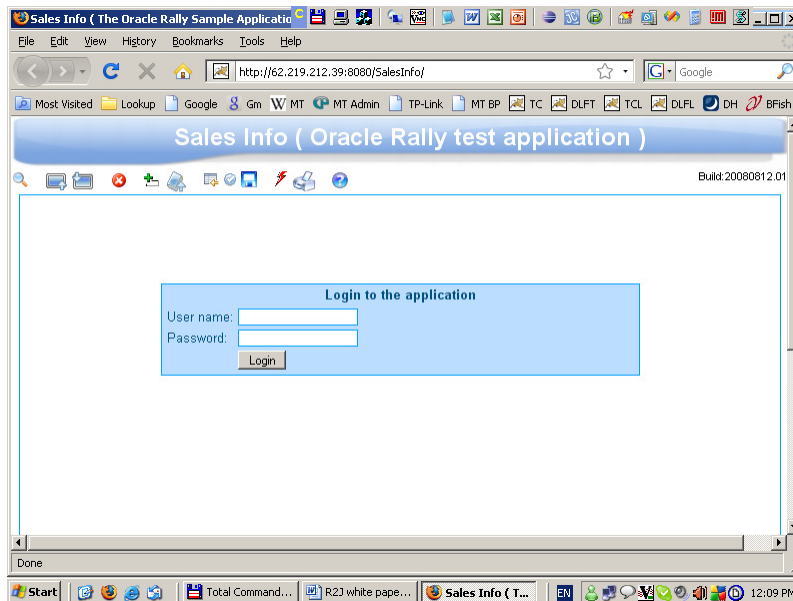 Sales Info ( The Oracle Rally Sample Applicatio
File Edit View History Bookmarks Tools Help
http://62.219.212.39:8080/SalesInfo/
G Google
Most Visited Lookup Google Gm MT MT Admin TP-Link MT BP TC DLFT TCL DLFL DH BFish
Sales Info ( Oracle Rally test application )
Build:20080812.01
Login to the application
User name:
Password:
Login
Done
Start Total Command... R2J white pape... Sales Info ( T... EN 12:09 PM